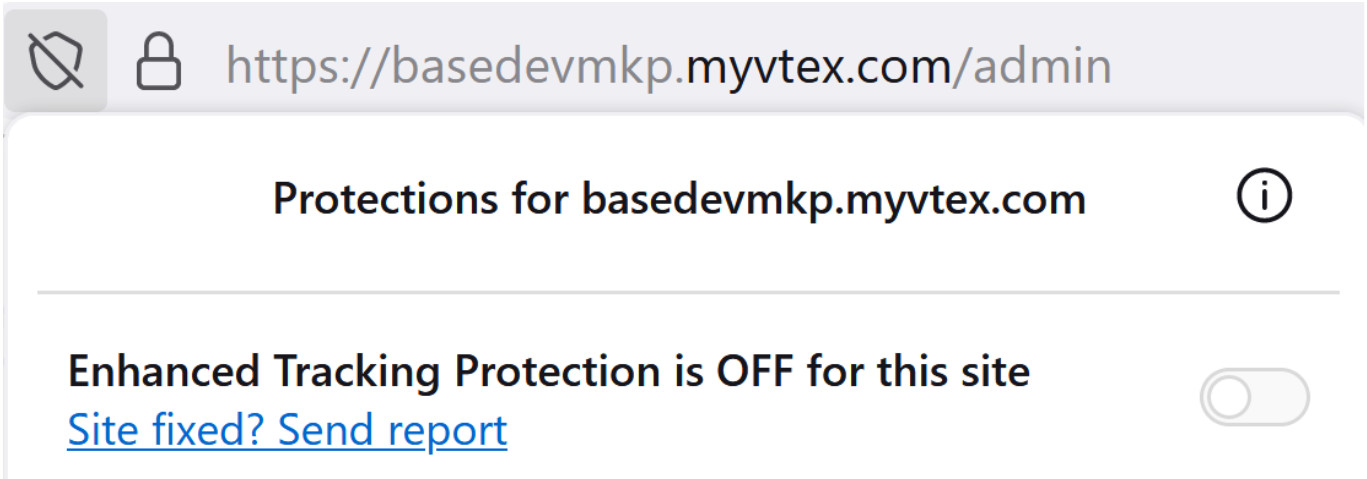 https://basedevmkp.myvtex.com/admin
Protections for basedevmkp.myvtex.com
Enhanced Tracking Protection is OFF for this site
Site fixed? Send report